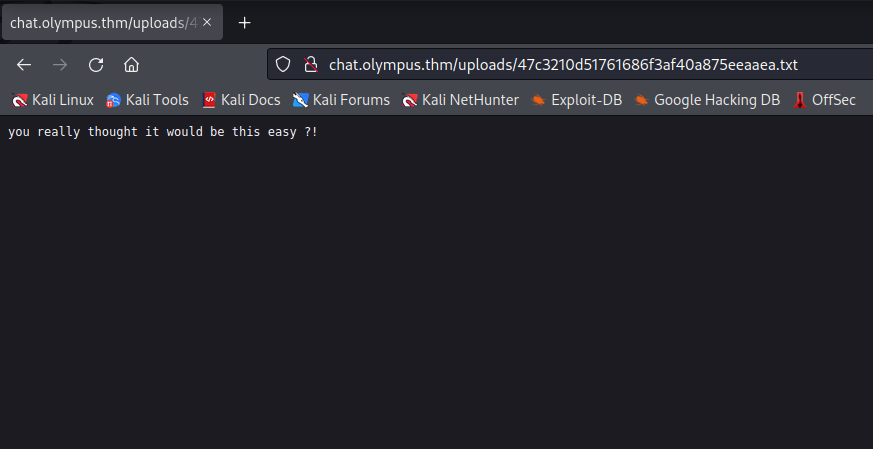 chat.olympus.thm/uploads/4
chat.olympus.thm/uploads/47c3210d51761686f3af40a875eeaaea.txt
Kali Linux Kali Tools Kali Docs Kali Forums Kali NetHunter Exploit-DB Google Hacking DB OffSec
you really thought it would be this easy ?!